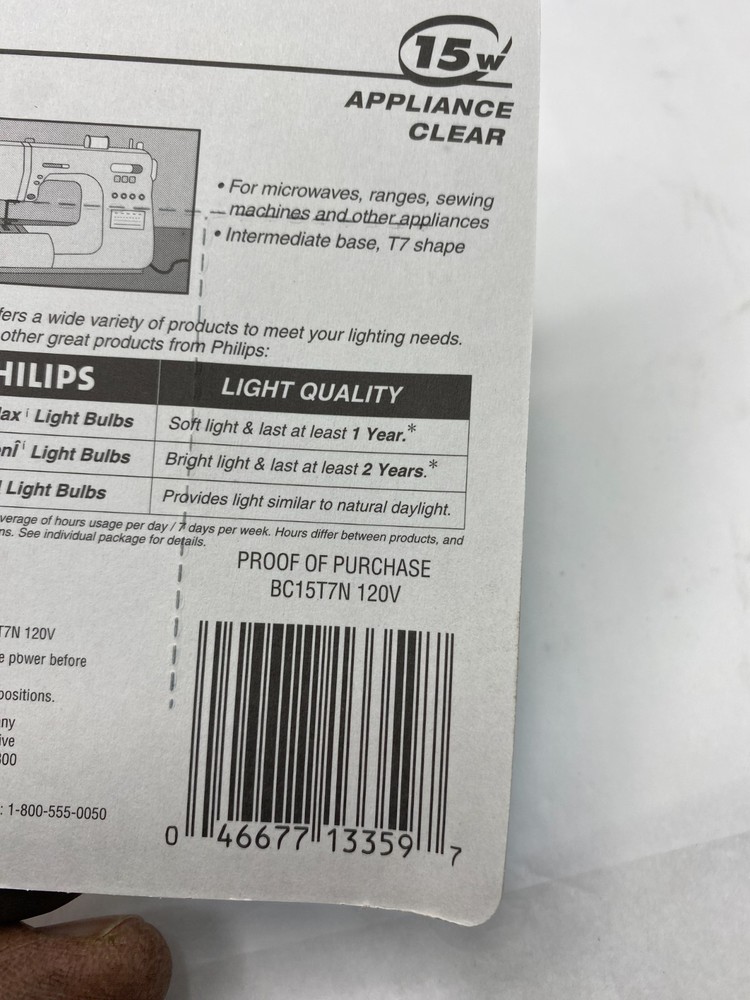 15w
APPLIANCE
CLEAR
• For microwaves, ranges, sewing
machines and other appliances
• Intermediate base, T7 shape
fers a wide variety of products to meet your lighting needs.
other great products from Philips:
HILIPS LIGHT QUALITY
ax i Light Bulbs Soft light & last at least 1 Year.*
nî i Light Bulbs Bright light & last at least 2 Years.*
l Light Bulbs Provides light similar to natural daylight.
verage of hours usage per day / 7 days per week. Hours differ between products, and
ns. See individual package for details.
PROOF OF PURCHASE
BC15T7N 120V
T7N 120V
e power before
positions.
ny
ive
300
: 1-800-555-0050
0 46677 13359 7